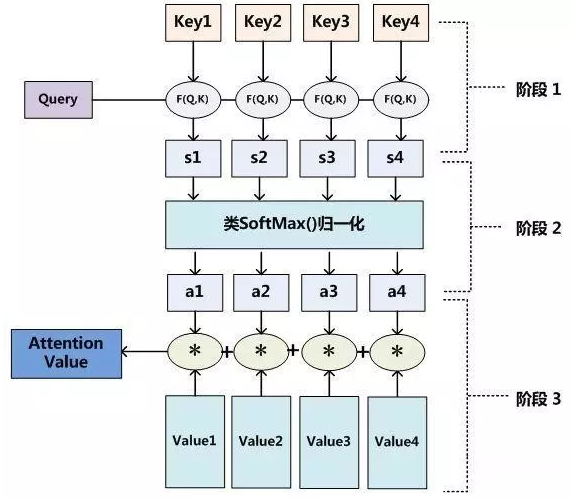 Key1 Key2 Key3 Key4
阶段 1
Query F(Q,K) F(Q,K) F(Q,K) F(Q,K)
s1 s2 s3 s4
类SoftMax()归一化
阶段 2
a1 a2 a3 a4
Attention
Value
* + * + * + *
阶段 3
Value1 Value2 Value3 Value4